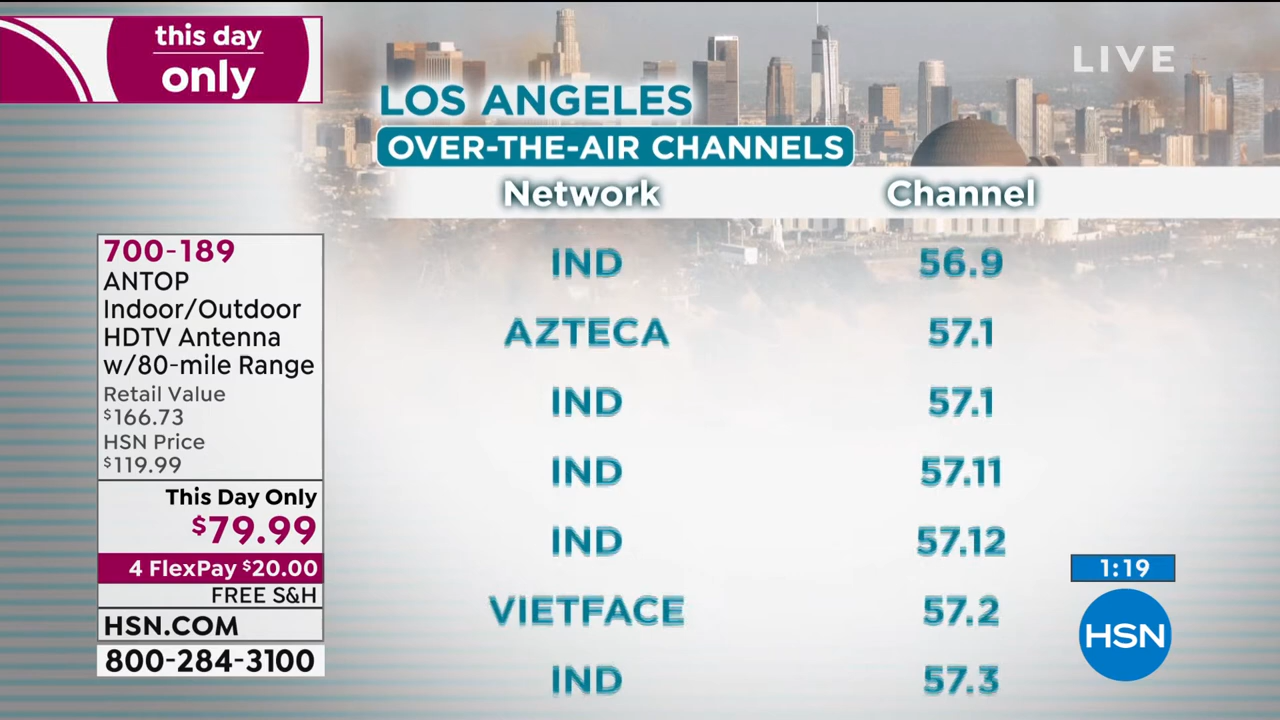 this day
only
LIVE
LOS ANGELES
OVER-THE-AIR CHANNELS
Network Channel
IND 56.9
AZTECA 57.1
IND 57.1
IND 57.11
IND 57.12
VIETFACE 57.2
IND 57.3
700-189
ANTOP
Indoor/Outdoor
HDTV Antenna
w/80-mile Range
Retail Value
$166.73
HSN Price
$119.99
This Day Only
$79.99
4 FlexPay $20.00
FREE S&H
HSN.COM
800-284-3100
1:19
HSN